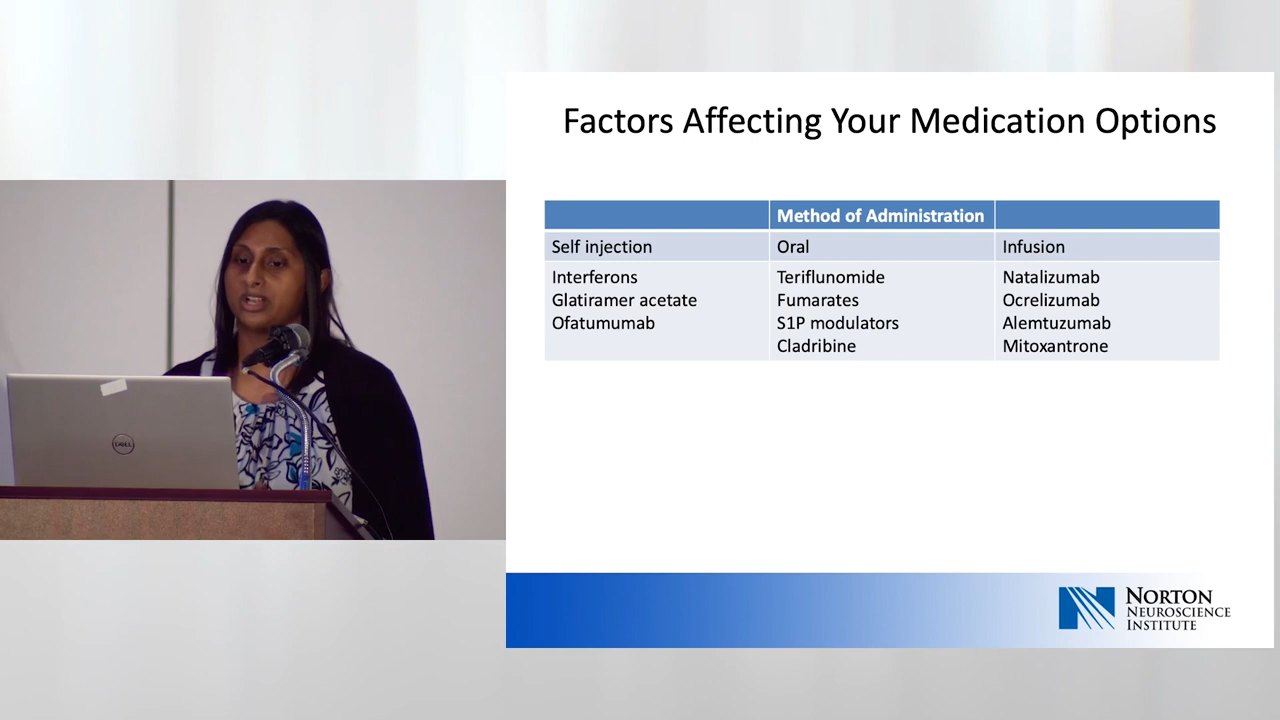 Factors Affecting Your Medication Options
Method of Administration
Self injection Oral Infusion
Interferons Teriflunomide Natalizumab
Glatiramer acetate Fumarates Ocrelizumab
Ofatumumab S1P modulators Alemtuzumab
Cladribine Mitoxantrone
DELL
NORTON
NEUROSCIENCE
INSTITUTE